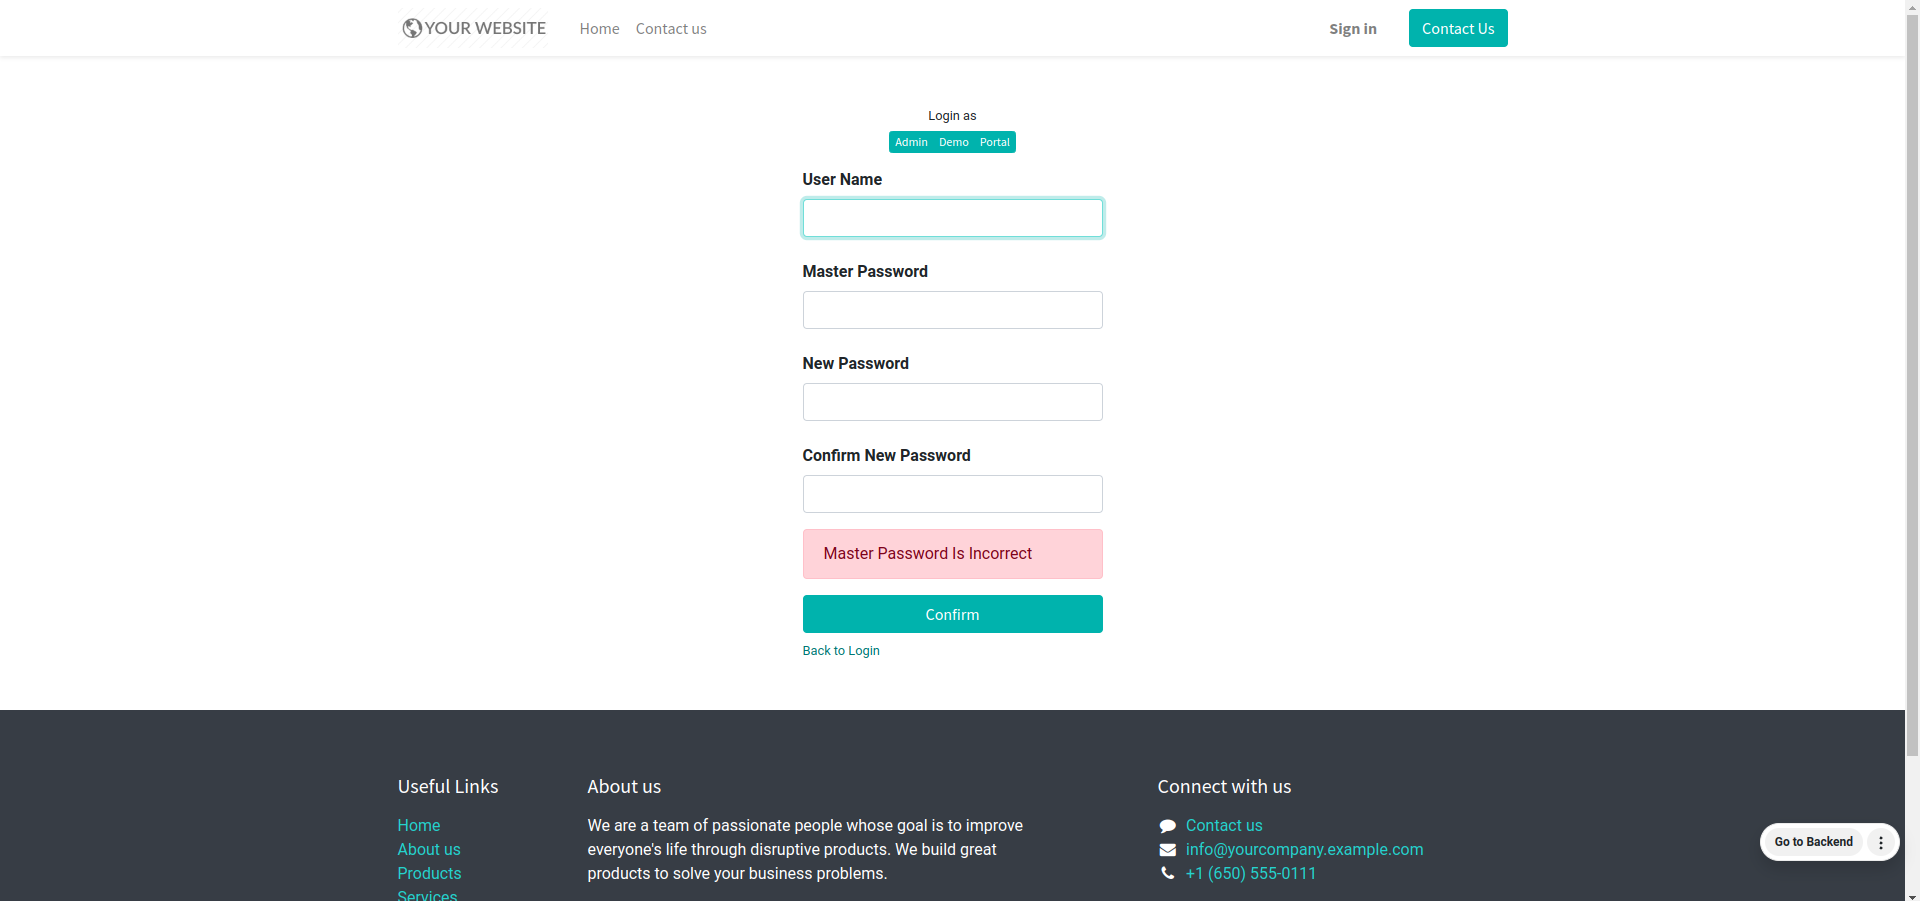 YOUR WEBSITE
Home
Contact us
Sign in
Contact Us
Login as
Admin Demo Portal
User Name
Master Password
New Password
Confirm New Password
Master Password Is Incorrect
Confirm
Back to Login
Useful Links
Home
About us
Products
Services
About us
We are a team of passionate people whose goal is to improve
everyone's life through disruptive products. We build great
products to solve your business problems.
Connect with us
Contact us
info@yourcompany.example.com
+1 (650) 555-0111
Go to Backend